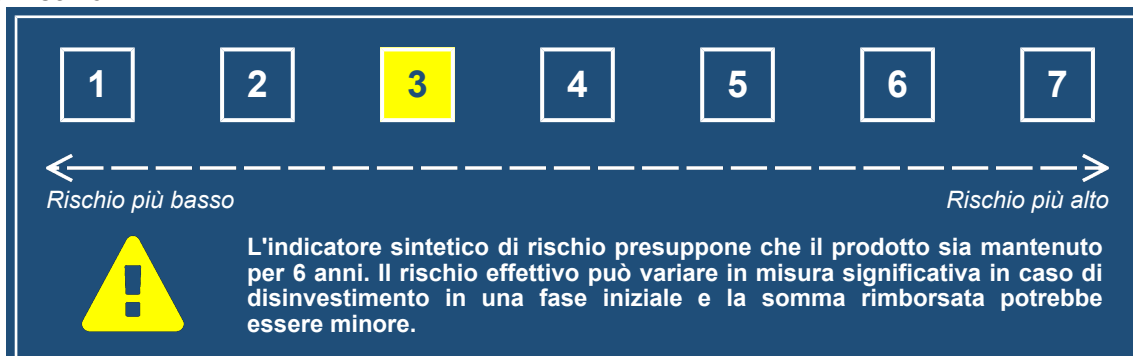 1 2 3 4 5 6 7
Rischio più basso Rischio più alto
L'indicatore sintetico di rischio presuppone che il prodotto sia mantenuto
per 6 anni. Il rischio effettivo può variare in misura significativa in caso di
disinvestimento in una fase iniziale e la somma rimborsata potrebbe
essere minore.